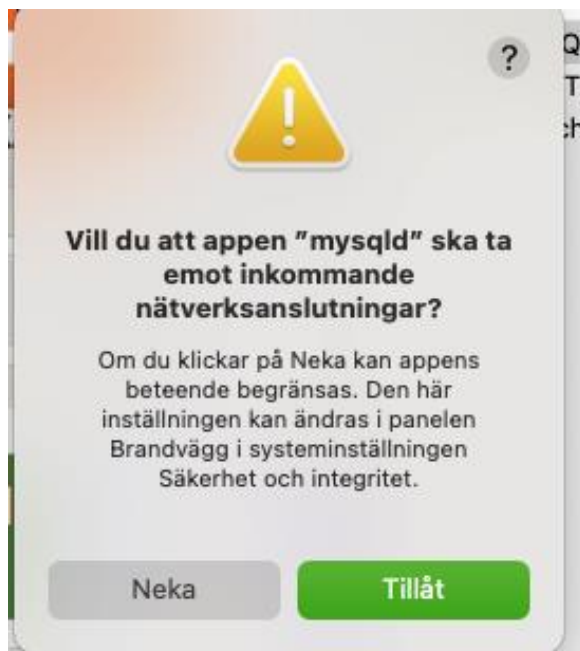 ?
Q
T
ch
Vill du att appen ”mysqld” ska ta
emot inkommande
nätverksanslutningar?
Om du klickar på Neka kan appens
beteende begränsas. Den här
inställningen kan ändras i panelen
Brandvägg i systeminställningen
Säkerhet och integritet.
Neka
Tillåt